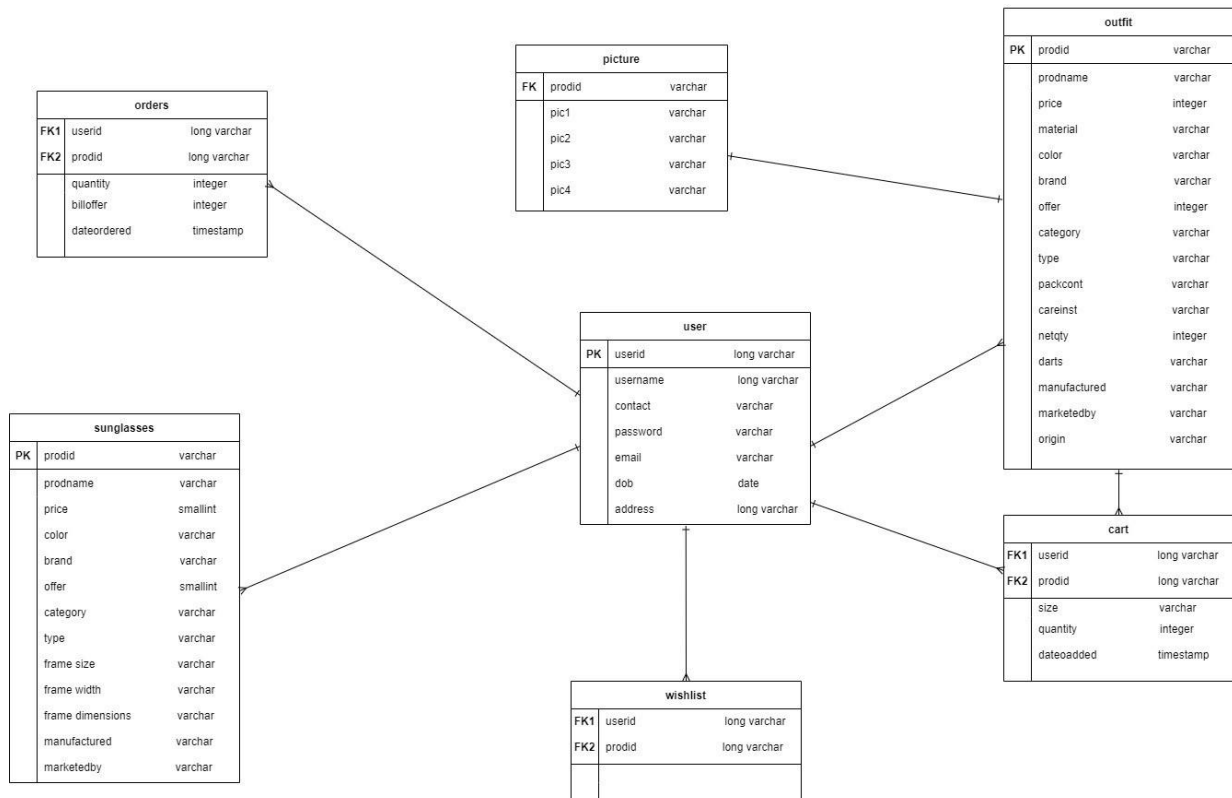 orders
FK1 userid long varchar
FK2 prodid long varchar
quantity integer
billoffer integer
dateordered timestamp
picture
FK prodid varchar
pic1 varchar
pic2 varchar
pic3 varchar
pic4 varchar
outfit
PK prodid varchar
prodname varchar
price integer
material varchar
color varchar
brand varchar
offer integer
category varchar
type varchar
packcont varchar
careinst varchar
netqty integer
darts varchar
manufactured varchar
marketedby varchar
origin varchar
user
PK userid long varchar
username long varchar
contact varchar
password varchar
email varchar
dob date
address long varchar
sunglasses
PK prodid varchar
prodname varchar
price smallint
color varchar
brand varchar
offer smallint
category varchar
type varchar
frame size varchar
frame width varchar
frame dimensions varchar
manufactured varchar
marketedby varchar
cart
FK1 userid long varchar
FK2 prodid long varchar
size varchar
quantity integer
dateoadded timestamp
wishlist
FK1 userid long varchar
FK2 prodid long varchar